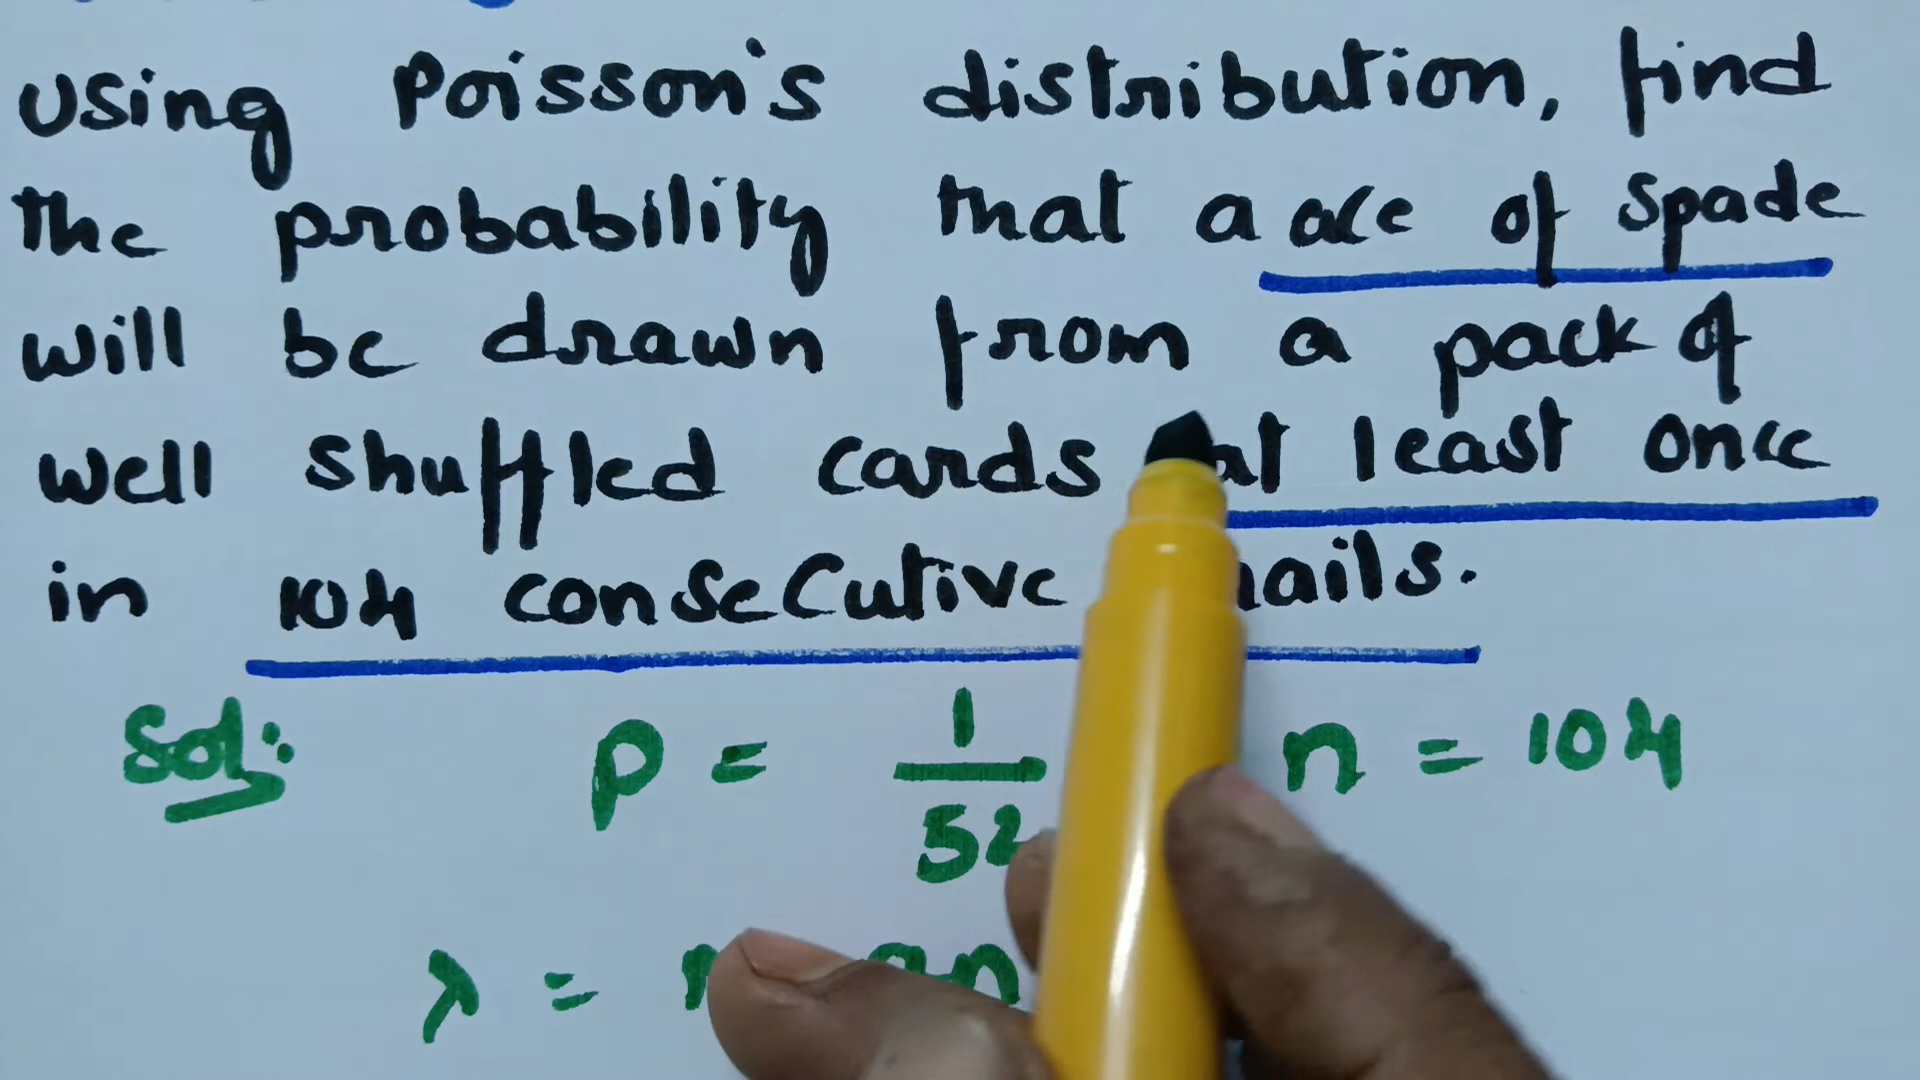 Using Poisson's distribution, find
the probability that a ace of spade
will be drawn from a pack of
well shuffled cards at least once
in 104 consecutive
Sol:
p = 1/52 n = 104
λ =